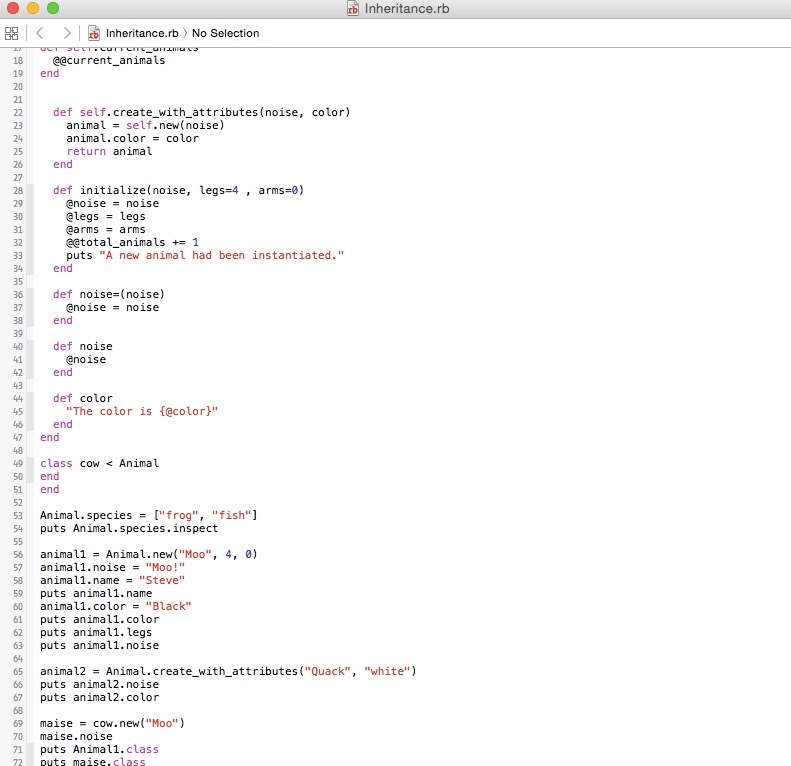 Inheritance.rb
Inheritance.rb No Selection
17 def self.current_animals
18 @@current_animals
19 end
20
21
22 def self.create_with_attributes(noise, color)
23 animal = self.new(noise)
24 animal.color = color
25 return animal
26 end
27
28 def initialize(noise, legs=4 , arms=0)
29 @noise = noise
30 @legs = legs
31 @arms = arms
32 @@total_animals += 1
33 puts "A new animal had been instantiated."
34 end
35
36 def noise=(noise)
37 @noise = noise
38 end
39
40 def noise
41 @noise
42 end
43
44 def color
45 "The color is {@color}"
46 end
47 end
48
49 class cow < Animal
50 end
51 end
52
53 Animal.species = ["frog", "fish"]
54 puts Animal.species.inspect
55
56 animal1 = Animal.new("Moo", 4, 0)
57 animal1.noise = "Moo!"
58 animal1.name = "Steve"
59 puts animal1.name
60 animal1.color = "Black"
61 puts animal1.color
62 puts animal1.legs
63 puts animal1.noise
64
65 animal2 = Animal.create_with_attributes("Quack", "white")
66 puts animal2.noise
67 puts animal2.color
68
69 maise = cow.new("Moo")
70 maise.noise
71 puts Animal1.class
72 puts maise.class